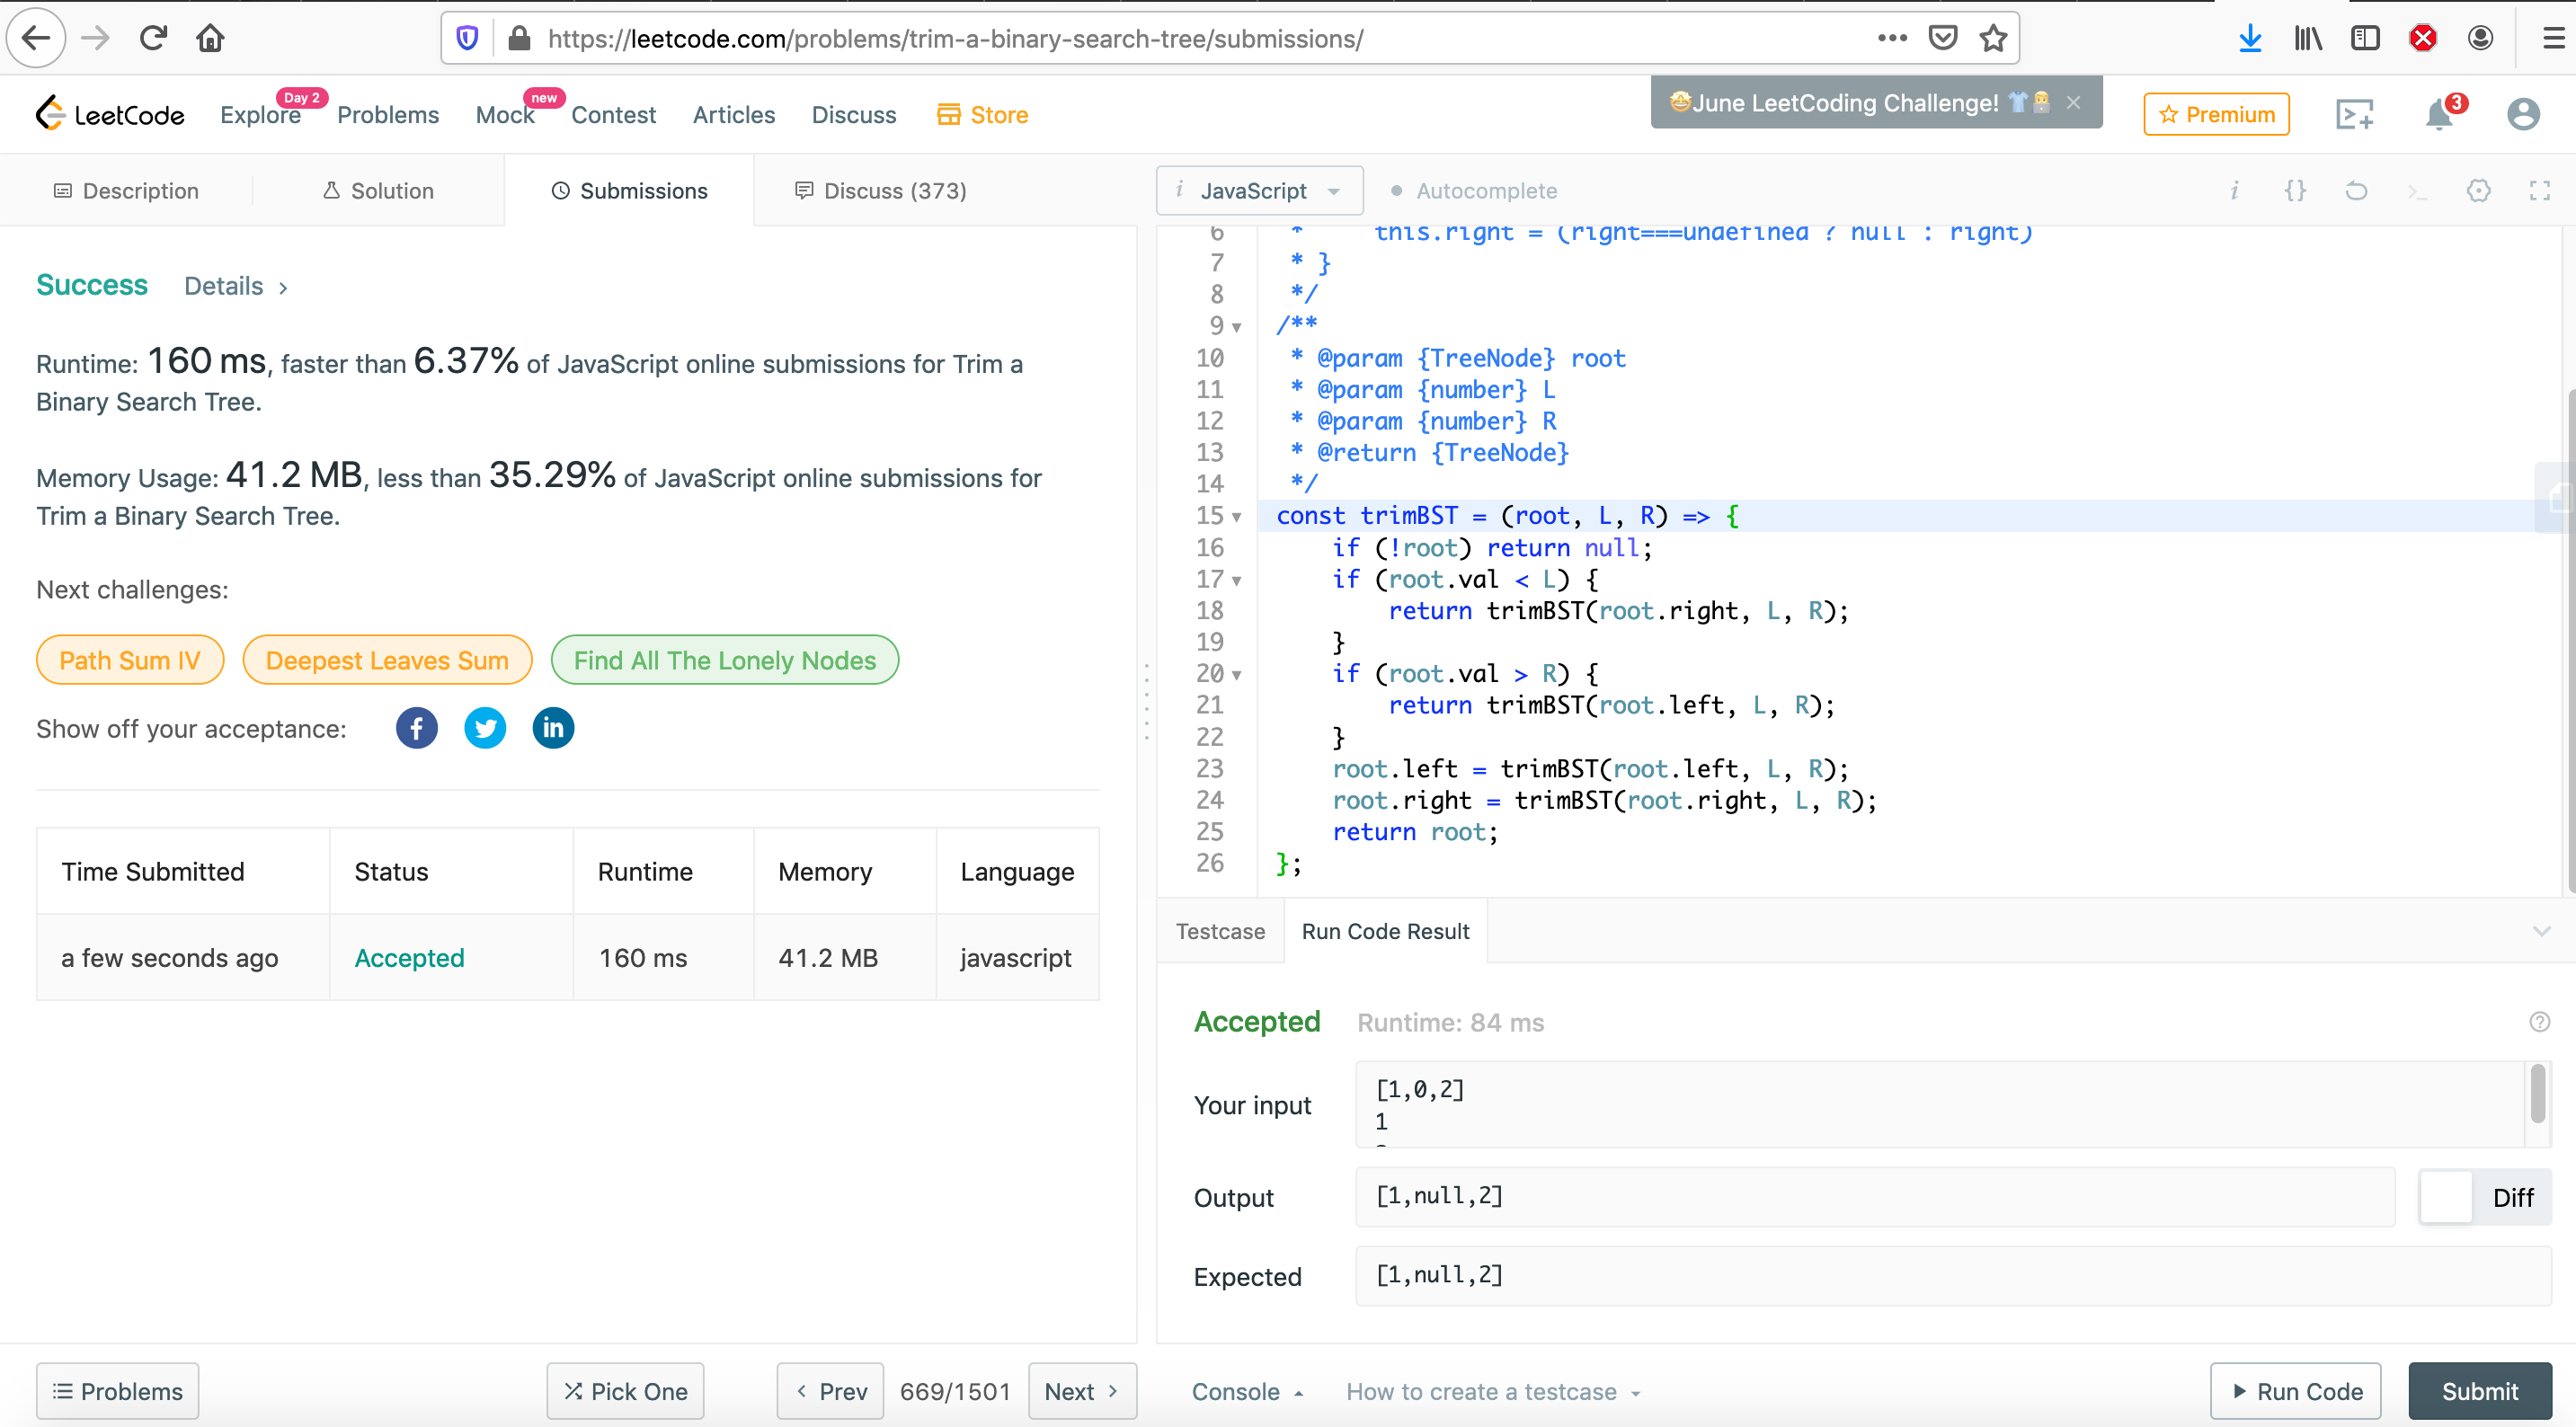 https://leetcode.com/problems/trim-a-binary-search-tree/submissions/
LeetCode
Explore
Day 2
Problems
Mock
new
Contest
Articles
Discuss
Store
🤩June LeetCoding Challenge! 👕
Premium
3
Description
Solution
Submissions
Discuss (373)
i JavaScript
Autocomplete
Success Details >
Runtime: 160 ms, faster than 6.37% of JavaScript online submissions for Trim a
Binary Search Tree.
Memory Usage: 41.2 MB, less than 35.29% of JavaScript online submissions for
Trim a Binary Search Tree.
Next challenges:
Path Sum IV
Deepest Leaves Sum
Find All The Lonely Nodes
Show off your acceptance:
Time Submitted Status Runtime Memory Language
a few seconds ago Accepted 160 ms 41.2 MB javascript
6 *     this.right = (right===undefined ? null : right)
7 * }
8 */
9 /**
10 * @param {TreeNode} root
11 * @param {number} L
12 * @param {number} R
13 * @return {TreeNode}
14 */
15 const trimBST = (root, L, R) => {
16     if (!root) return null;
17     if (root.val < L) {
18         return trimBST(root.right, L, R);
19     }
20     if (root.val > R) {
21         return trimBST(root.left, L, R);
22     }
23     root.left = trimBST(root.left, L, R);
24     root.right = trimBST(root.right, L, R);
25     return root;
26 };
Testcase
Run Code Result
Accepted Runtime: 84 ms
Your input
[1,0,2]
1
Output
[1,null,2]
Diff
Expected
[1,null,2]
Problems
Pick One
< Prev
669/1501
Next >
Console
How to create a testcase
Run Code
Submit